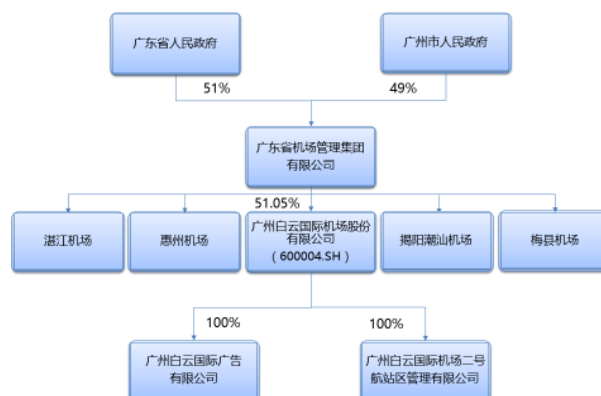 广东省人民政府
广州市人民政府
51%
49%
广东省机场管理集团
有限公司
51.05%
湛江机场
惠州机场
广州白云国际机场股份
有限公司
（600004.SH）
揭阳潮汕机场
梅县机场
100%
100%
广州白云国际广告
有限公司
广州白云国际机场二号
航站区管理有限公司